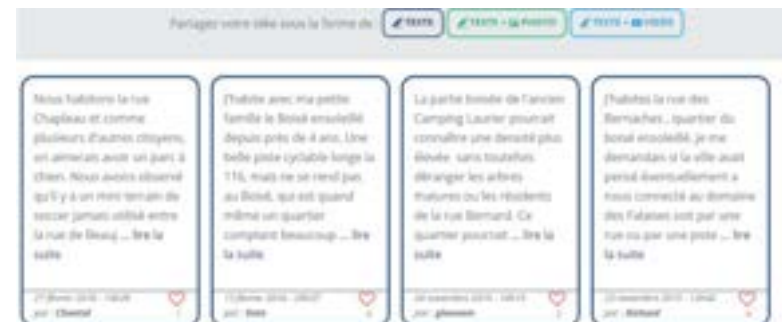 Partagez votre idée sous la forme de :
TEXTE
TEXTE + PHOTO
TEXTE + VIDÉO
Nous habitons la rue
Chapleau et comme
plusieurs d'autres citoyens,
on aimerais avoir un parc à
chien. Nous avons observé
qu'il y a un mini terrain de
soccer jamais utilisé entre
la rue de Beauj ... lire la
suite
par : Chantal
J'habite avec ma petite
famille le Boisé ensoleillé
depuis près de 4 ans. Une
belle piste cyclable longe la
116, mais ne se rend pas
au Boisé, qui est quand
même un quartier
comptant beaucoup ... lire
la suite
par :
La partie boisée de l'ancien
Camping Laurier pourrait
connaître une densité plus
élevée sans toutefois
déranger les arbres
matures ou les résidents
de la rue Bernard. Ce
quartier pourrait ... lire la
suite
par :
J'habites la rue des
Bernaches, quartier du
boisé ensoleillé, je me
demandais si la ville avait
pensé éventuellement a
nous connecté au domaine
des Falaises soit par une
rue ou par une piste ... lire
la suite
par : Richard